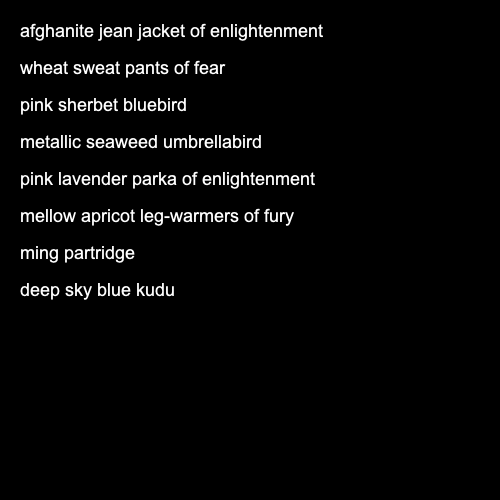 afghanite jean jacket of enlightenment
wheat sweat pants of fear
pink sherbet bluebird
metallic seaweed umbrellabird
pink lavender parka of enlightenment
mellow apricot leg-warmers of fury
ming partridge
deep sky blue kudu